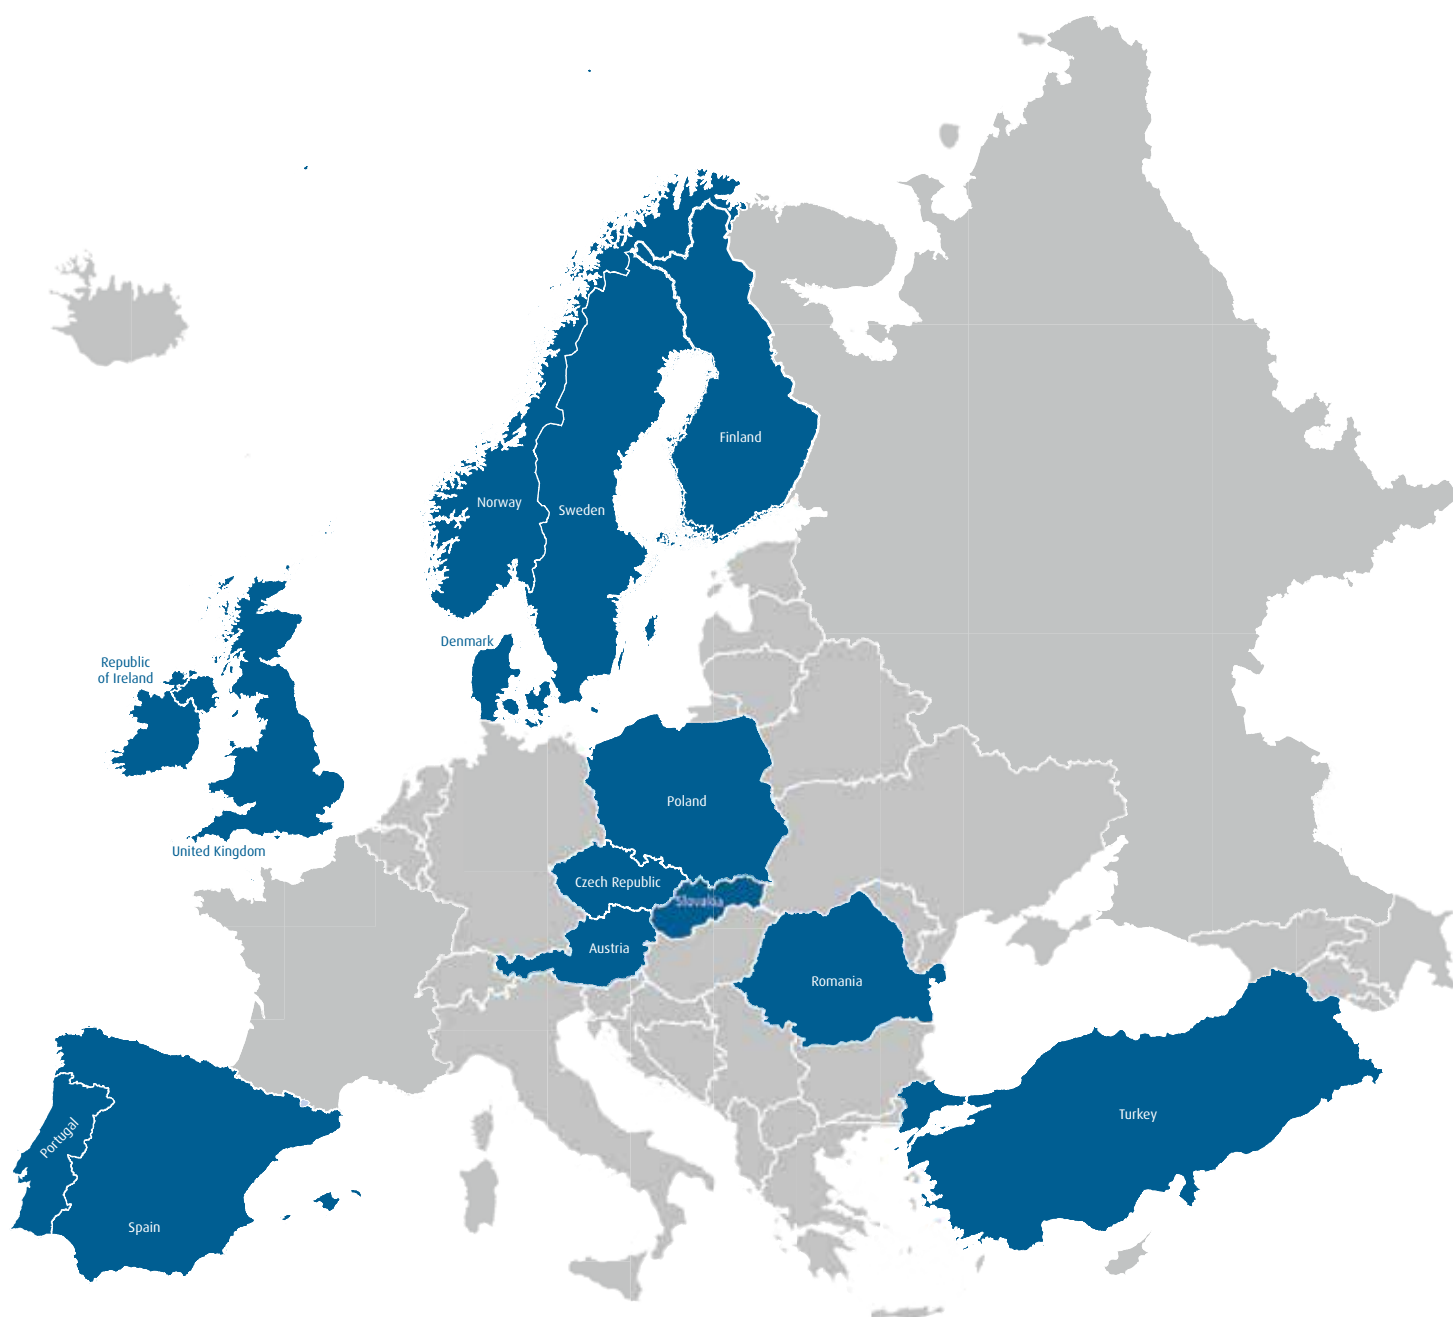 Finland
Norway
Sweden
Denmark
Republic
of Ireland
Poland
United Kingdom
Czech Republic
Slovakia
Austria
Romania
Turkey
Portugal
Spain